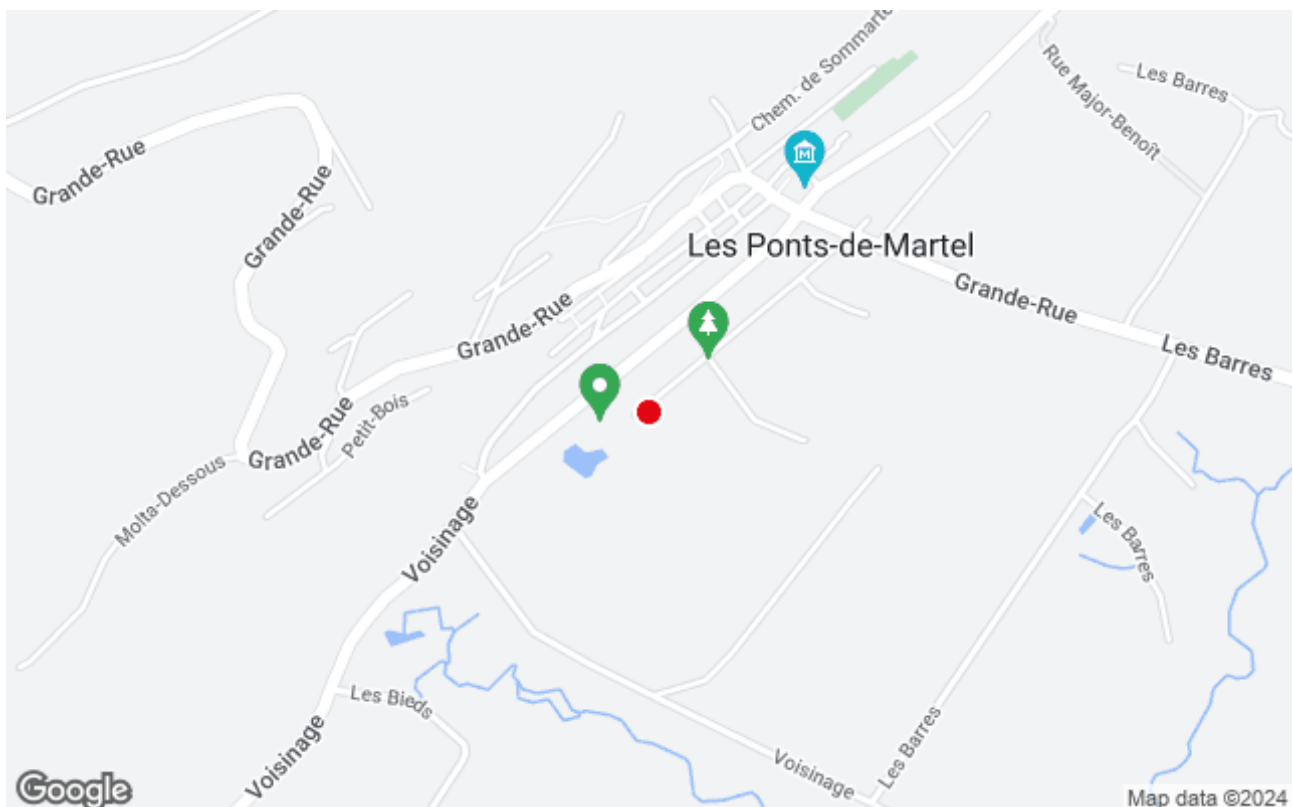 Chem. de Sommarte
Les Barres
Rue Major-Benoît
Grande-Rue
Grande-Rue
Les Ponts-de-Martel
Grande-Rue
Grande-Rue
Les Barres
Petit-Bois
Grande-Rue
Molta-Dessous
Voisinage
Les Barres
Les Bieds
Voisinage
Les Barres
Voisinage
Google
Map data ©2024